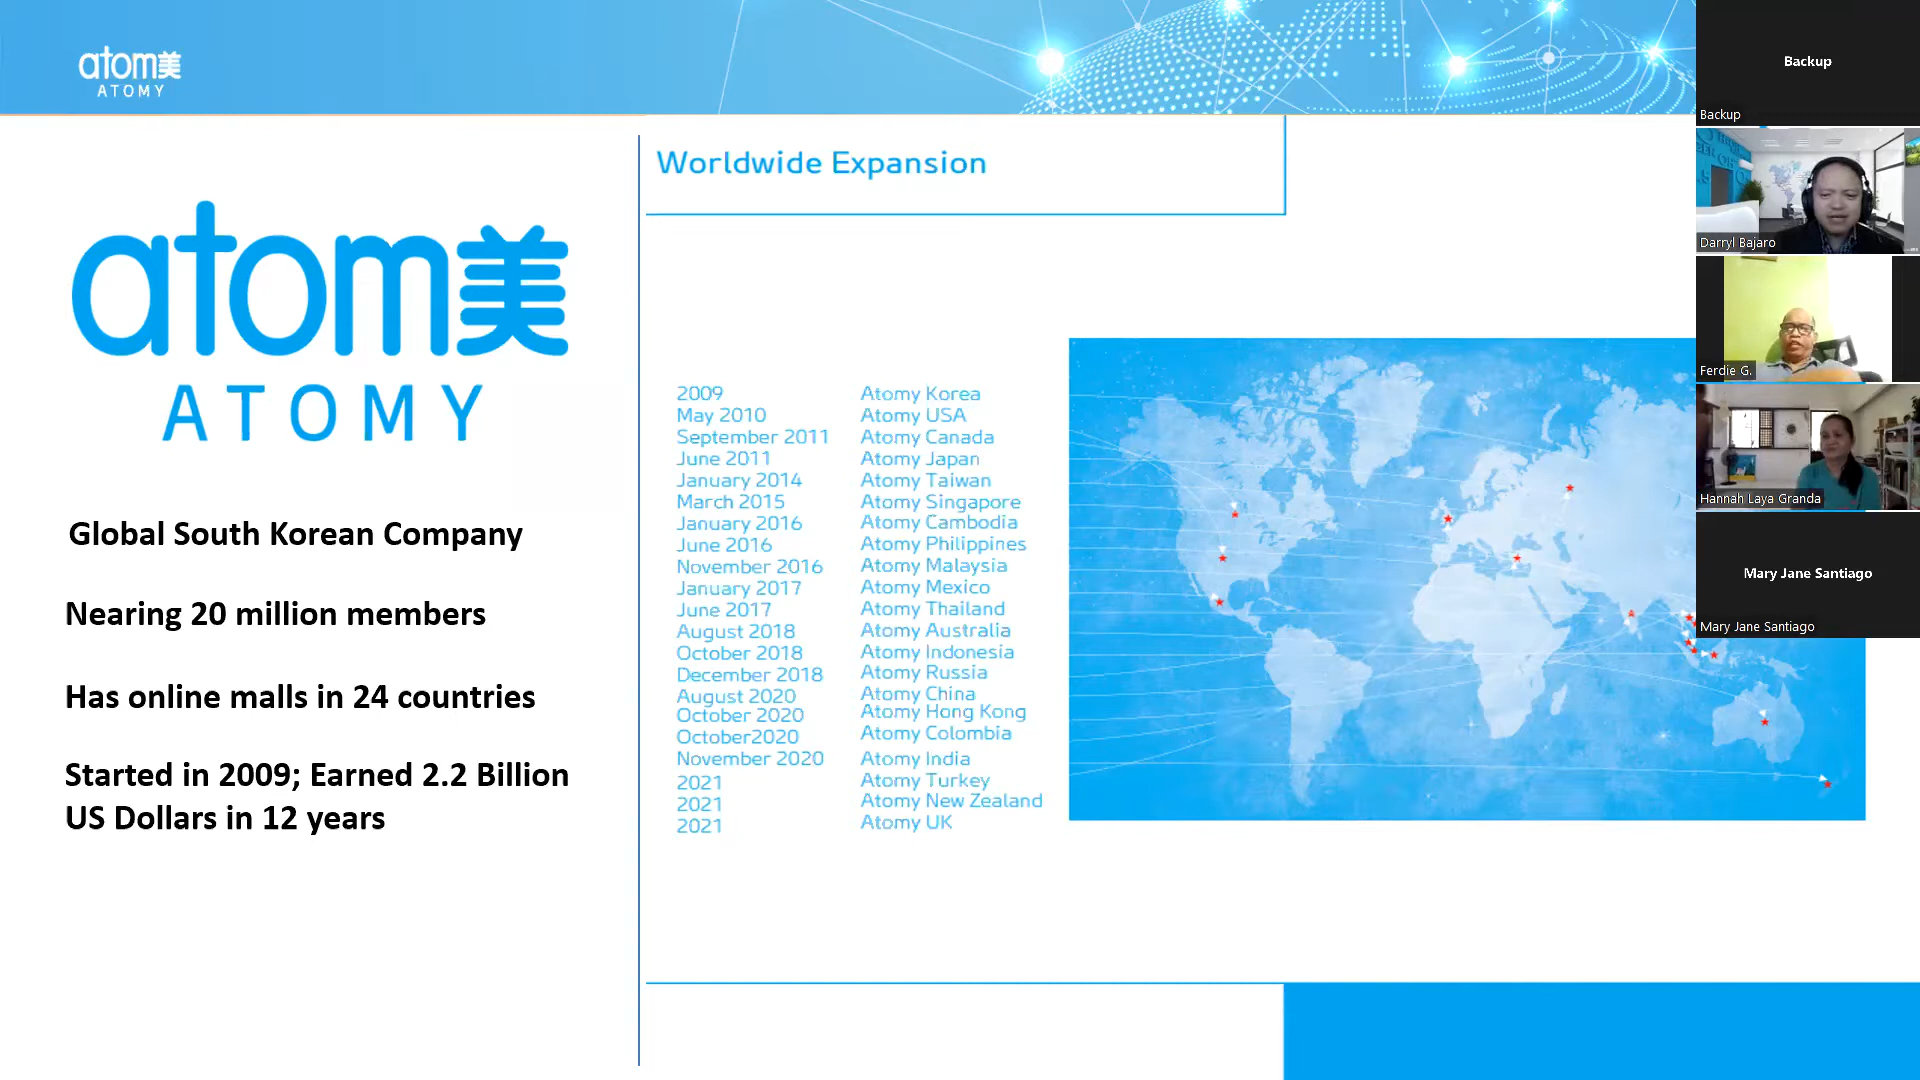 atom美
ATOMY
atom美
ATOMY
Global South Korean Company
Nearing 20 million members
Has online malls in 24 countries
Started in 2009; Earned 2.2 Billion
US Dollars in 12 years
Worldwide Expansion
2009 Atomy Korea
May 2010 Atomy USA
September 2011 Atomy Canada
June 2011 Atomy Japan
January 2014 Atomy Taiwan
March 2015 Atomy Singapore
January 2016 Atomy Cambodia
June 2016 Atomy Philippines
November 2016 Atomy Malaysia
January 2017 Atomy Mexico
June 2017 Atomy Thailand
August 2018 Atomy Australia
October 2018 Atomy Indonesia
December 2018 Atomy Russia
August 2020 Atomy China
October 2020 Atomy Hong Kong
October2020 Atomy Colombia
November 2020 Atomy India
2021 Atomy Turkey
2021 Atomy New Zealand
2021 Atomy UK
Backup
Backup
Darryl Bajaro
Ferdie G.
Hannah Laya Granda
Mary Jane Santiago
Mary Jane Santiago